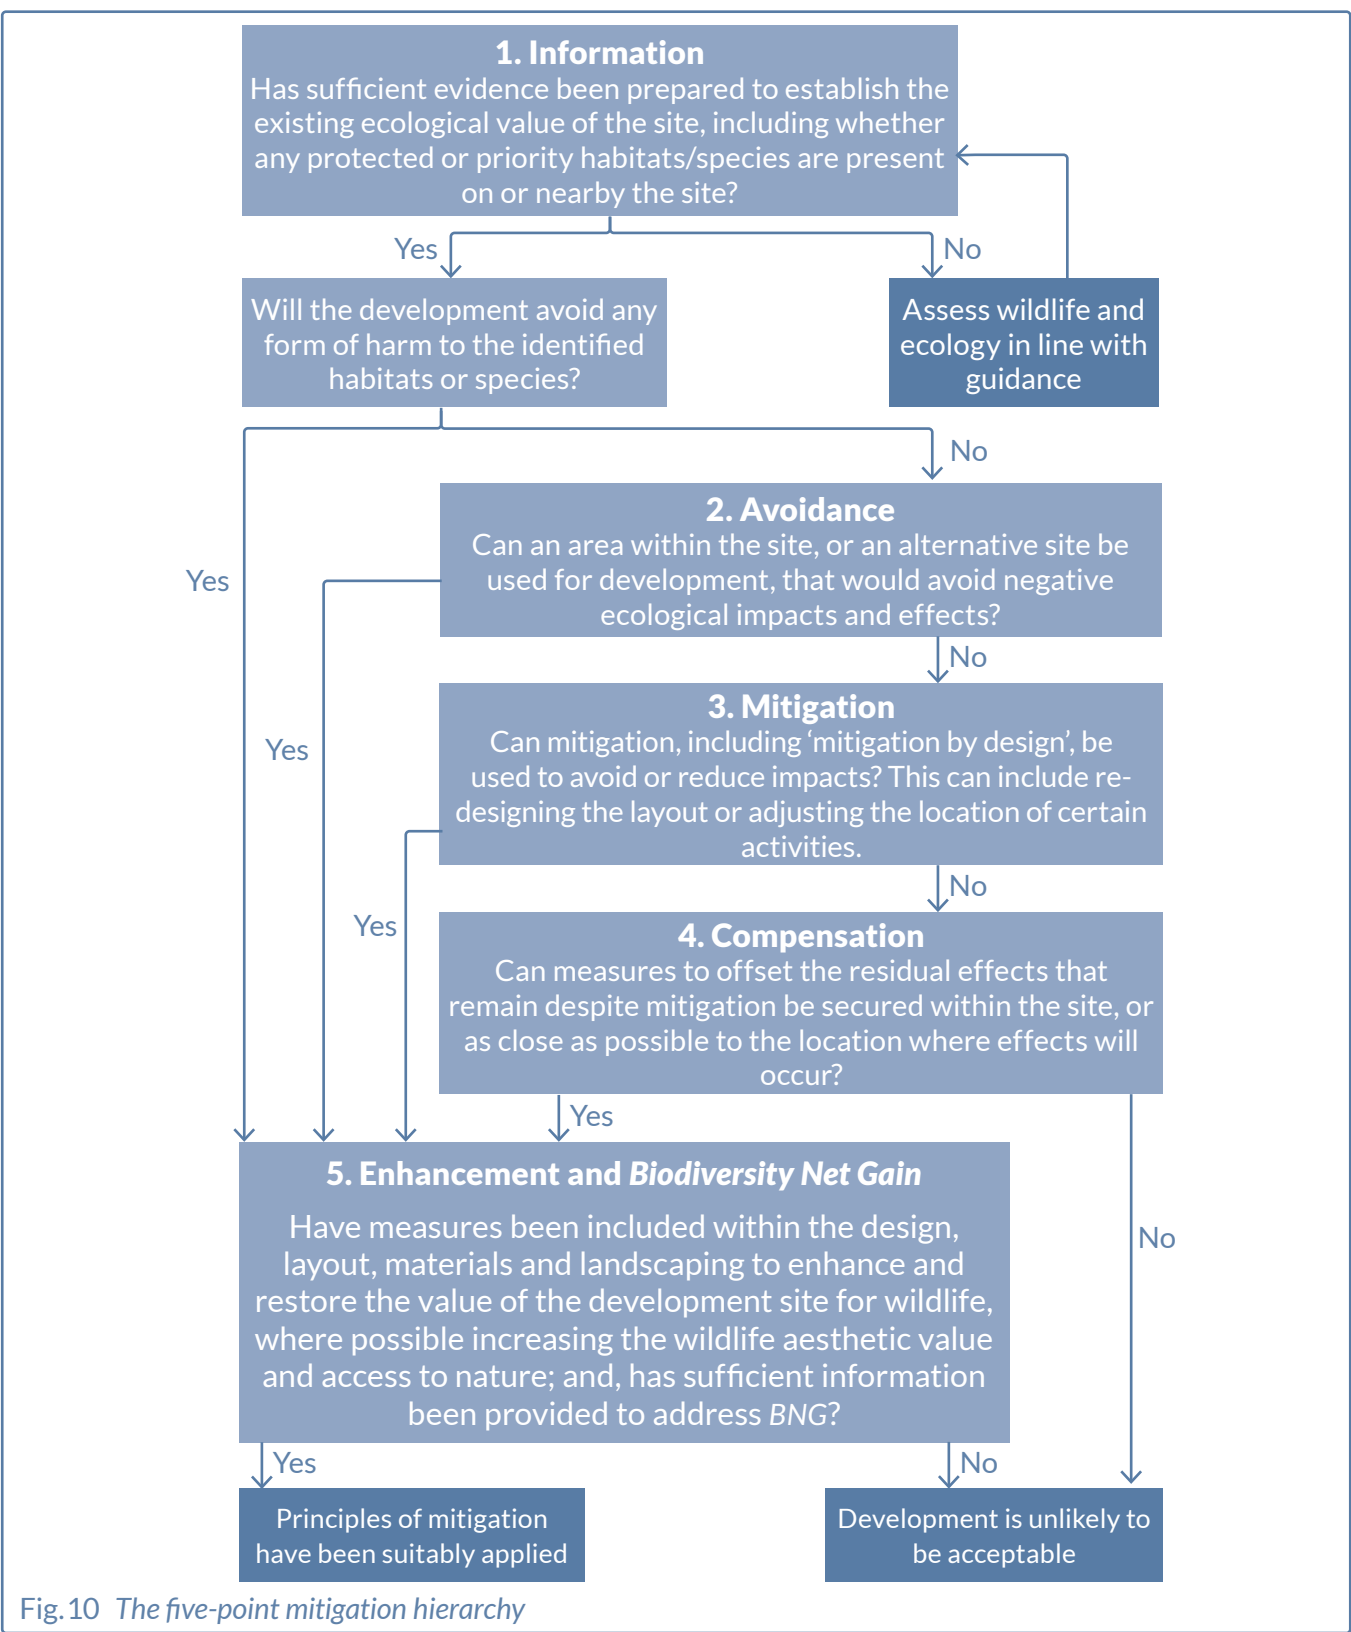 1. Information
Has sufficient evidence been prepared to establish the
existing ecological value of the site, including whether
any protected or priority habitats/species are present
on or nearby the site?
Yes
No
Will the development avoid any
form of harm to the identified
habitats or species?
Assess wildlife and
ecology in line with
guidance
No
2. Avoidance
Can an area within the site, or an alternative site be
used for development, that would avoid negative
ecological impacts and effects?
Yes
No
3. Mitigation
Can mitigation, including ‘mitigation by design’, be
used to avoid or reduce impacts? This can include re-
designing the layout or adjusting the location of certain
activities.
Yes
No
4. Compensation
Can measures to offset the residual effects that
remain despite mitigation be secured within the site, or
as close as possible to the location where effects will
occur?
Yes
Yes
5. Enhancement and Biodiversity Net Gain
Have measures been included within the design,
layout, materials and landscaping to enhance and
restore the value of the development site for wildlife,
where possible increasing the wildlife aesthetic value
and access to nature; and, has sufficient information
been provided to address BNG?
No
Yes
No
Principles of mitigation
have been suitably applied
Development is unlikely to
be acceptable
Fig.10 The five-point mitigation hierarchy